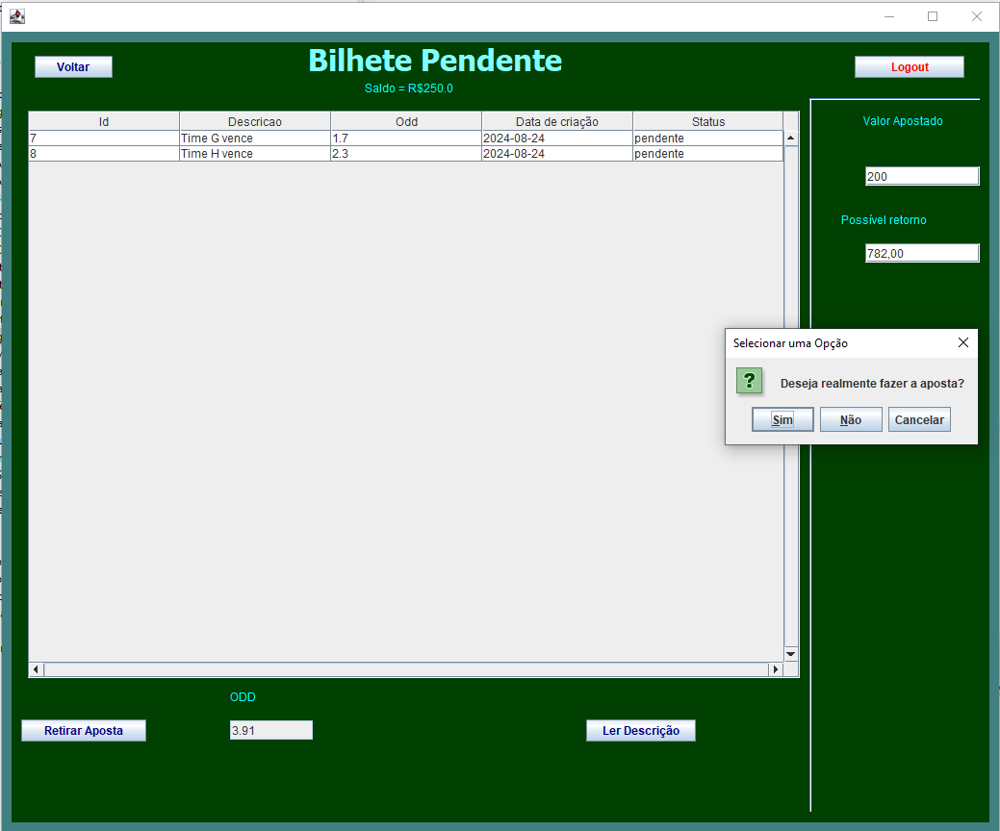 Voltar
Bilhete Pendente
Logout
Saldo = R$250.0
Id Descricao Odd Data de criação Status
7 Time G vence 1.7 2024-08-24 pendente
8 Time H vence 2.3 2024-08-24 pendente
Valor Apostado
200
Possível retorno
782,00
Selecionar uma Opção
? Deseja realmente fazer a aposta?
Sim Não Cancelar
ODD
Retirar Aposta 3.91 Ler Descrição